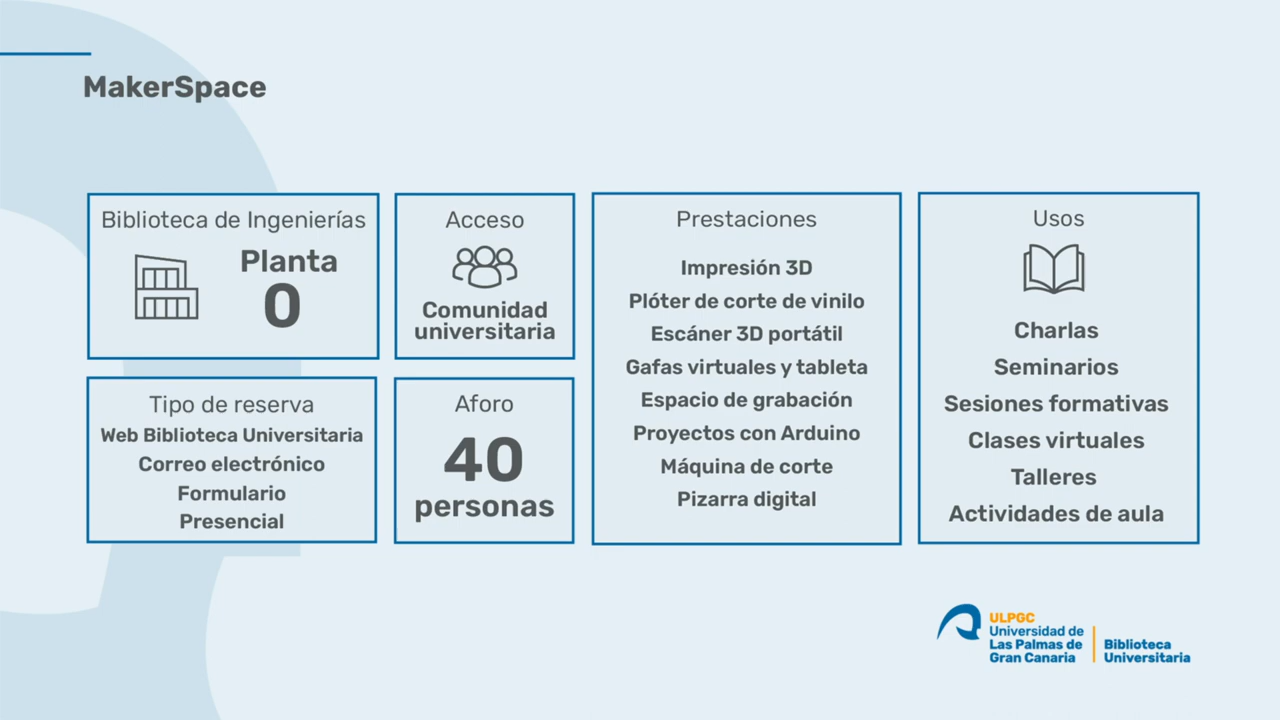 MakerSpace
Biblioteca de Ingenierías
Planta
0
Acceso
Comunidad
universitaria
Tipo de reserva
Web Biblioteca Universitaria
Correo electrónico
Formulario
Presencial
Aforo
40
personas
Prestaciones
Impresión 3D
Plóter de corte de vinilo
Escáner 3D portátil
Gafas virtuales y tableta
Espacio de grabación
Proyectos con Arduino
Máquina de corte
Pizarra digital
Usos
Charlas
Seminarios
Sesiones formativas
Clases virtuales
Talleres
Actividades de aula
ULPGC
Universidad de
Las Palmas de
Gran Canaria
Biblioteca
Universitaria